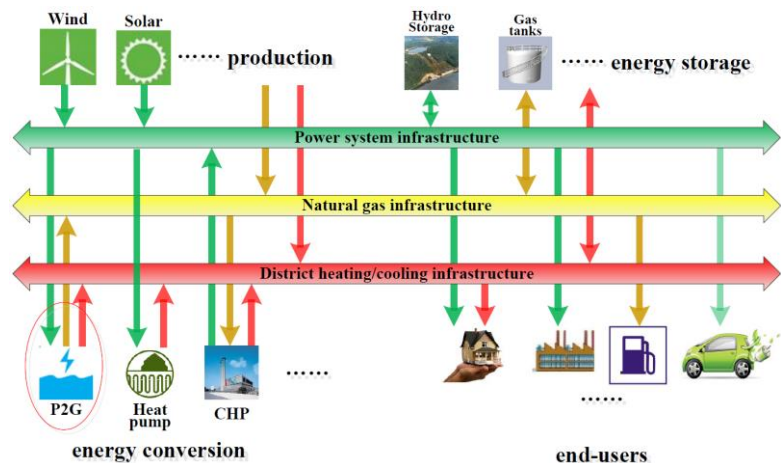 Wind
Solar
Hydro
Storage
Gas
tanks
...... production
...... energy storage
Power system infrastructure
Natural gas infrastructure
District heating/cooling infrastructure
P2G
Heat
pump
CHP
......
......
energy conversion
end-users